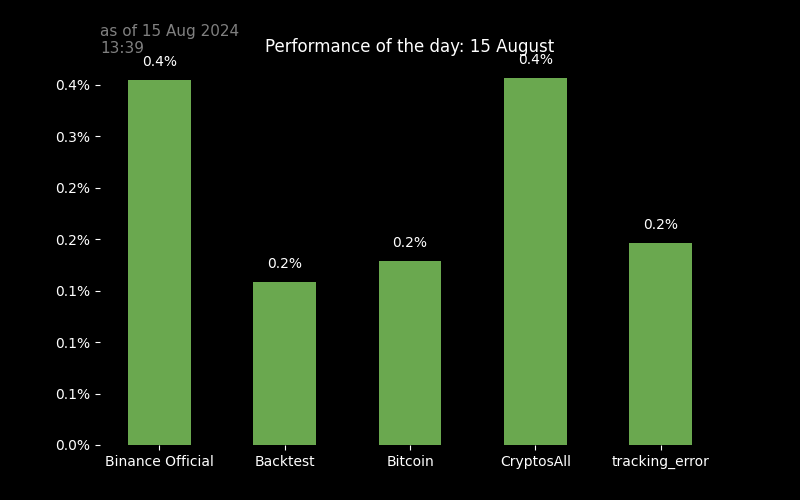 as of 15 Aug 2024
13:39
Performance of the day: 15 August
0.4%
0.4%
0.4%
0.3%
0.2%
0.2%
0.2%
0.2%
0.2%
0.1%
0.1%
0.1%
0.0%
Binance Official
Backtest
Bitcoin
CryptosAll
tracking_error